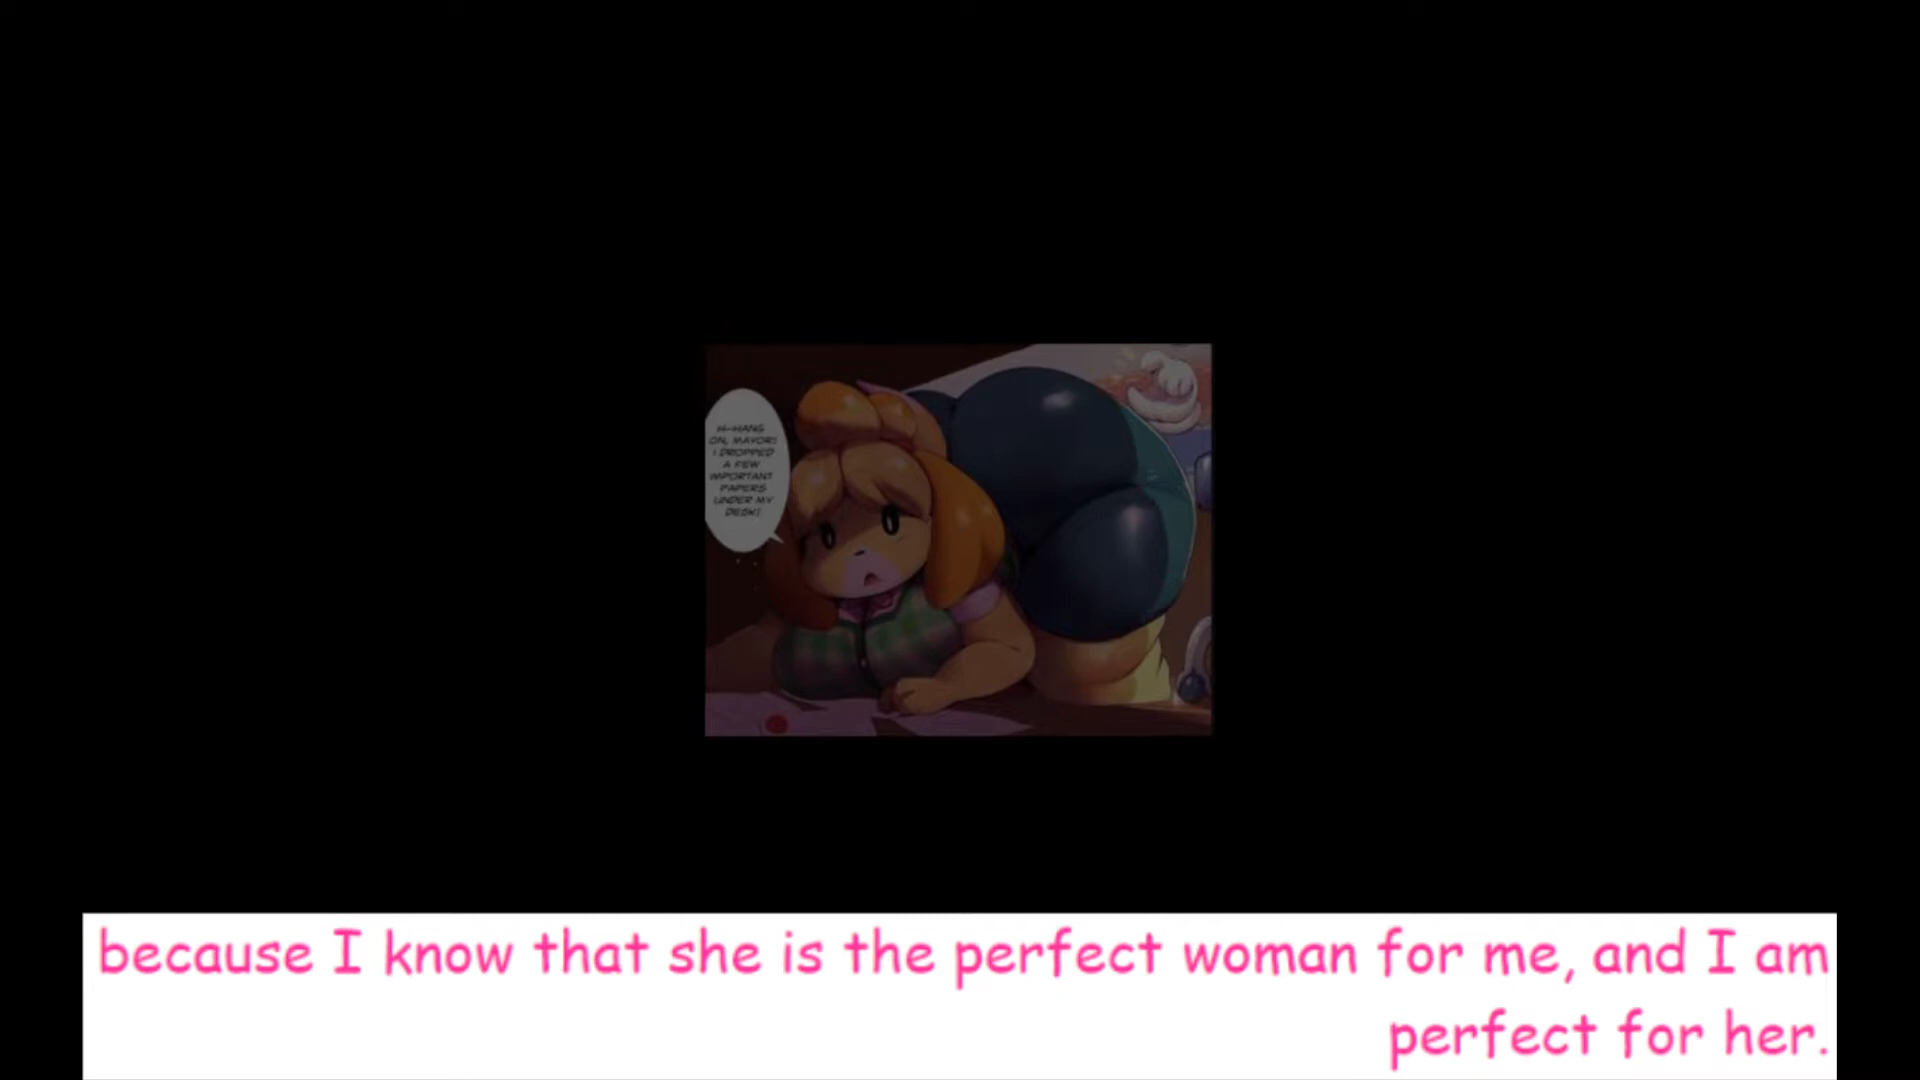 H-HANG
ON, MAYOR!
I DROPPED
A FEW
IMPORTANT
PAPERS
UNDER MY
DESK!
because I know that she is the perfect woman for me, and I am
perfect for her.